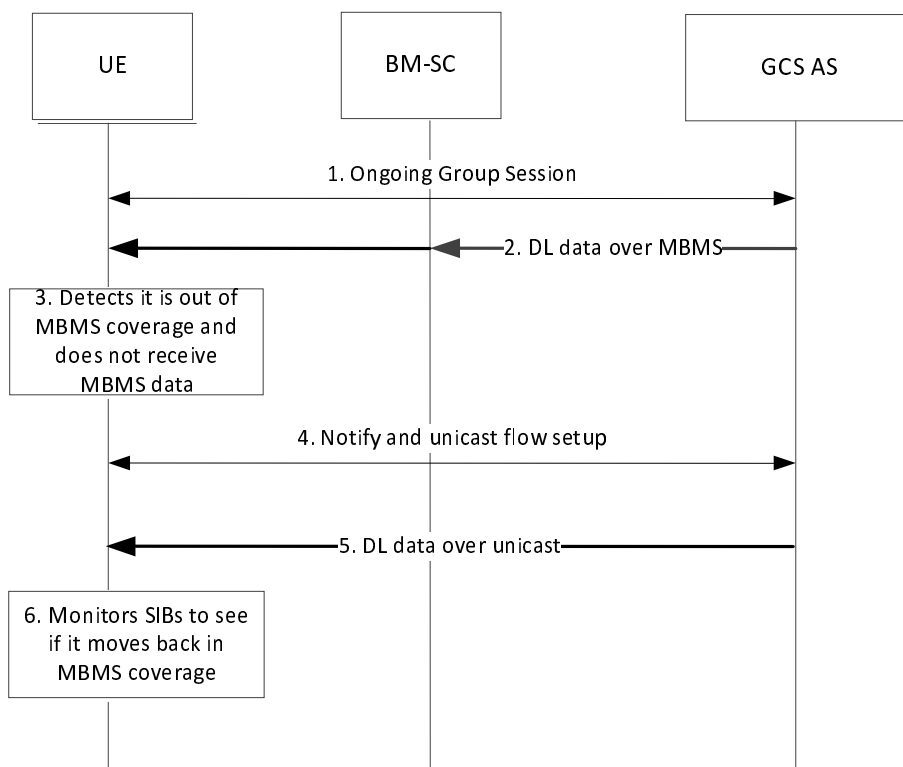 UE
BM-SC
GCS AS
1. Ongoing Group Session
2. DL data over MBMS
3. Detects it is out of
MBMS coverage and
does not receive
MBMS data
4. Notify and unicast flow setup
5. DL data over unicast
6. Monitors SIBs to see
if it moves back in
MBMS coverage